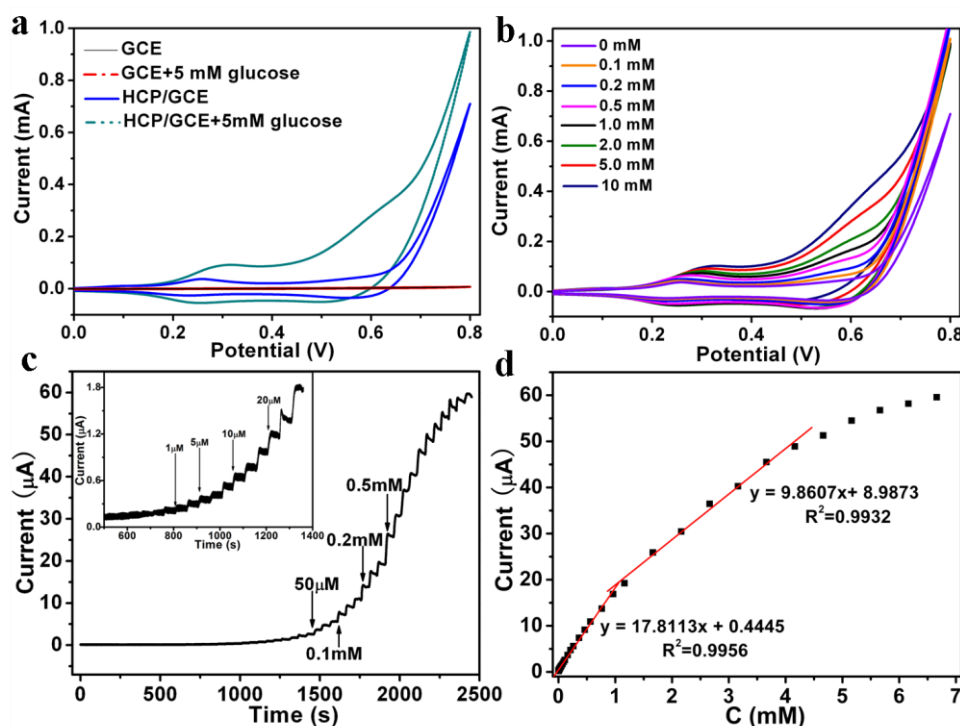 a
GCE
GCE+5 mM glucose
HCP/GCE
HCP/GCE+5mM glucose
Current (mA)
1.0
0.8
0.6
0.4
0.2
0.0
0.0 0.2 0.4 0.6 0.8
Potential (V)
b
0 mM
0.1 mM
0.2 mM
0.5 mM
1.0 mM
2.0 mM
5.0 mM
10 mM
Current (mA)
1.0
0.8
0.6
0.4
0.2
0.0
0.0 0.2 0.4 0.6 0.8
Potential (V)
c
Current (μA)
60
50
40
30
20
10
0
0 500 1000 1500 2000 2500
Time (s)
Current (μA)
1.8
1.2
0.6
0.0
600 800 1000 1200 1400
Time (s)
1μM
5μM
10μM
20μM
50μM
0.1mM
0.2mM
0.5mM
d
Current (μA)
60
50
40
30
20
10
0
0 1 2 3 4 5 6 7
C (mM)
y = 9.8607x+ 8.9873
R²=0.9932
y = 17.8113x + 0.4445
R²=0.9956